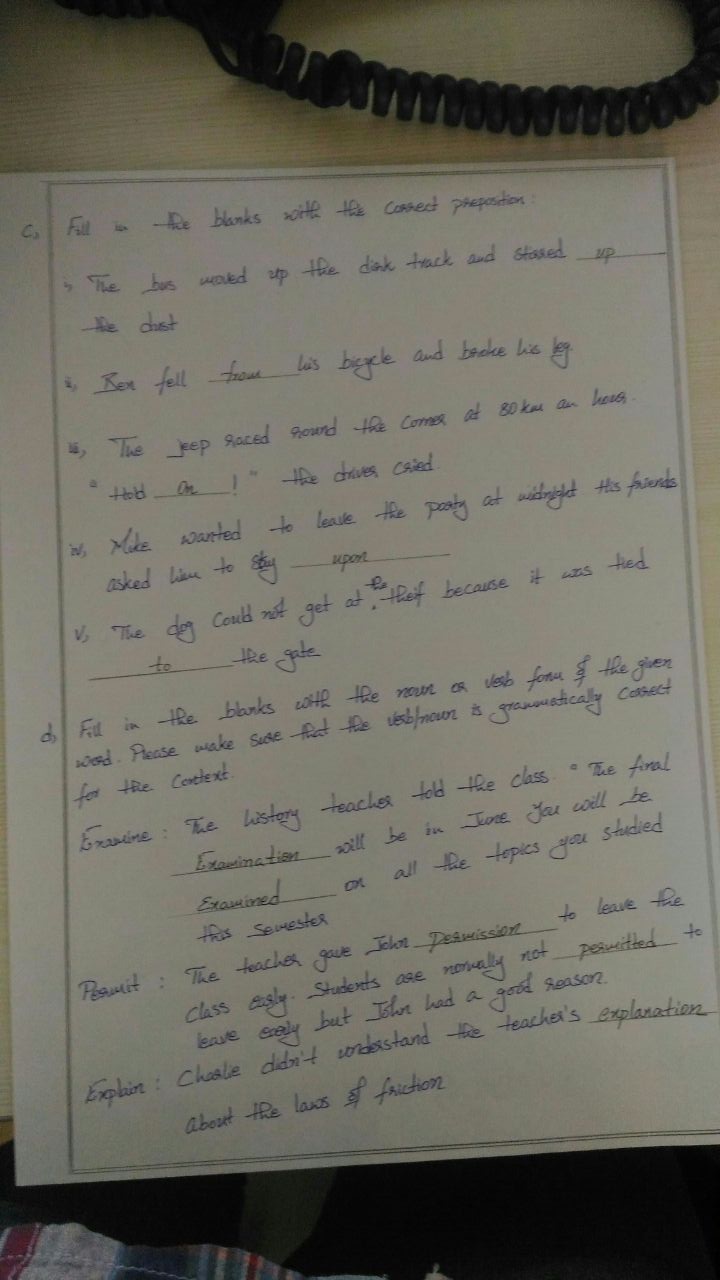 c, Fill in the blanks with the correct preposition:
i, The bus moved up the dirk track and stired up
the dust
ii, Ren fell from his bicycle and broke his leg.
iii, The Jeep raced round the corner at 80 km an hour.
"Hold on!" the driver cried.
iv, Mike wanted to leave the party at midnight His friends
asked him to stay upon
v, The dog could not get at the theif because it was tied
to the gate
d, Fill in the blanks with the noun or verb form of the given
word. Please make sure that the verb/noun is grammatically correct
for the context.
Examine: The history teacher told the class. "The final
Examination will be in June You will be
Examined on all the topics you studied
this semester
Permit: The teacher gave John Permission to leave the
class early. Students are normally not permitted to
leave early but John had a good reason.
Explain: Charlie didn't understand the teacher's explanation
about the laws of friction